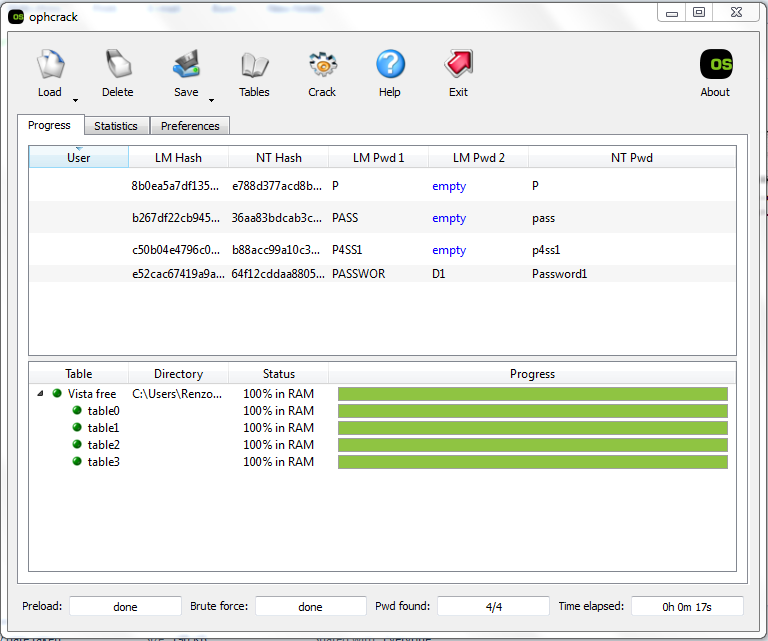 ophcrack
Load Delete Save Tables Crack Help Exit OS About
Progress Statistics Preferences
User LM Hash NT Hash LM Pwd 1 LM Pwd 2 NT Pwd
8b0ea5a7df135... e788d377acd8b... P empty P
b267df22cb945... 36aa83bdcab3c... PASS empty pass
c50b04e4796c0... b88acc99a10c3... P4SS1 empty p4ss1
e52cac67419a9a... 64f12cddaa8805... PASSWOR D1 Password1
Table Directory Status Progress
Vista free C:\Users\Renzo... 100% in RAM
table0 100% in RAM
table1 100% in RAM
table2 100% in RAM
table3 100% in RAM
Preload: done Brute force: done Pwd found: 4/4 Time elapsed: 0h 0m 17s